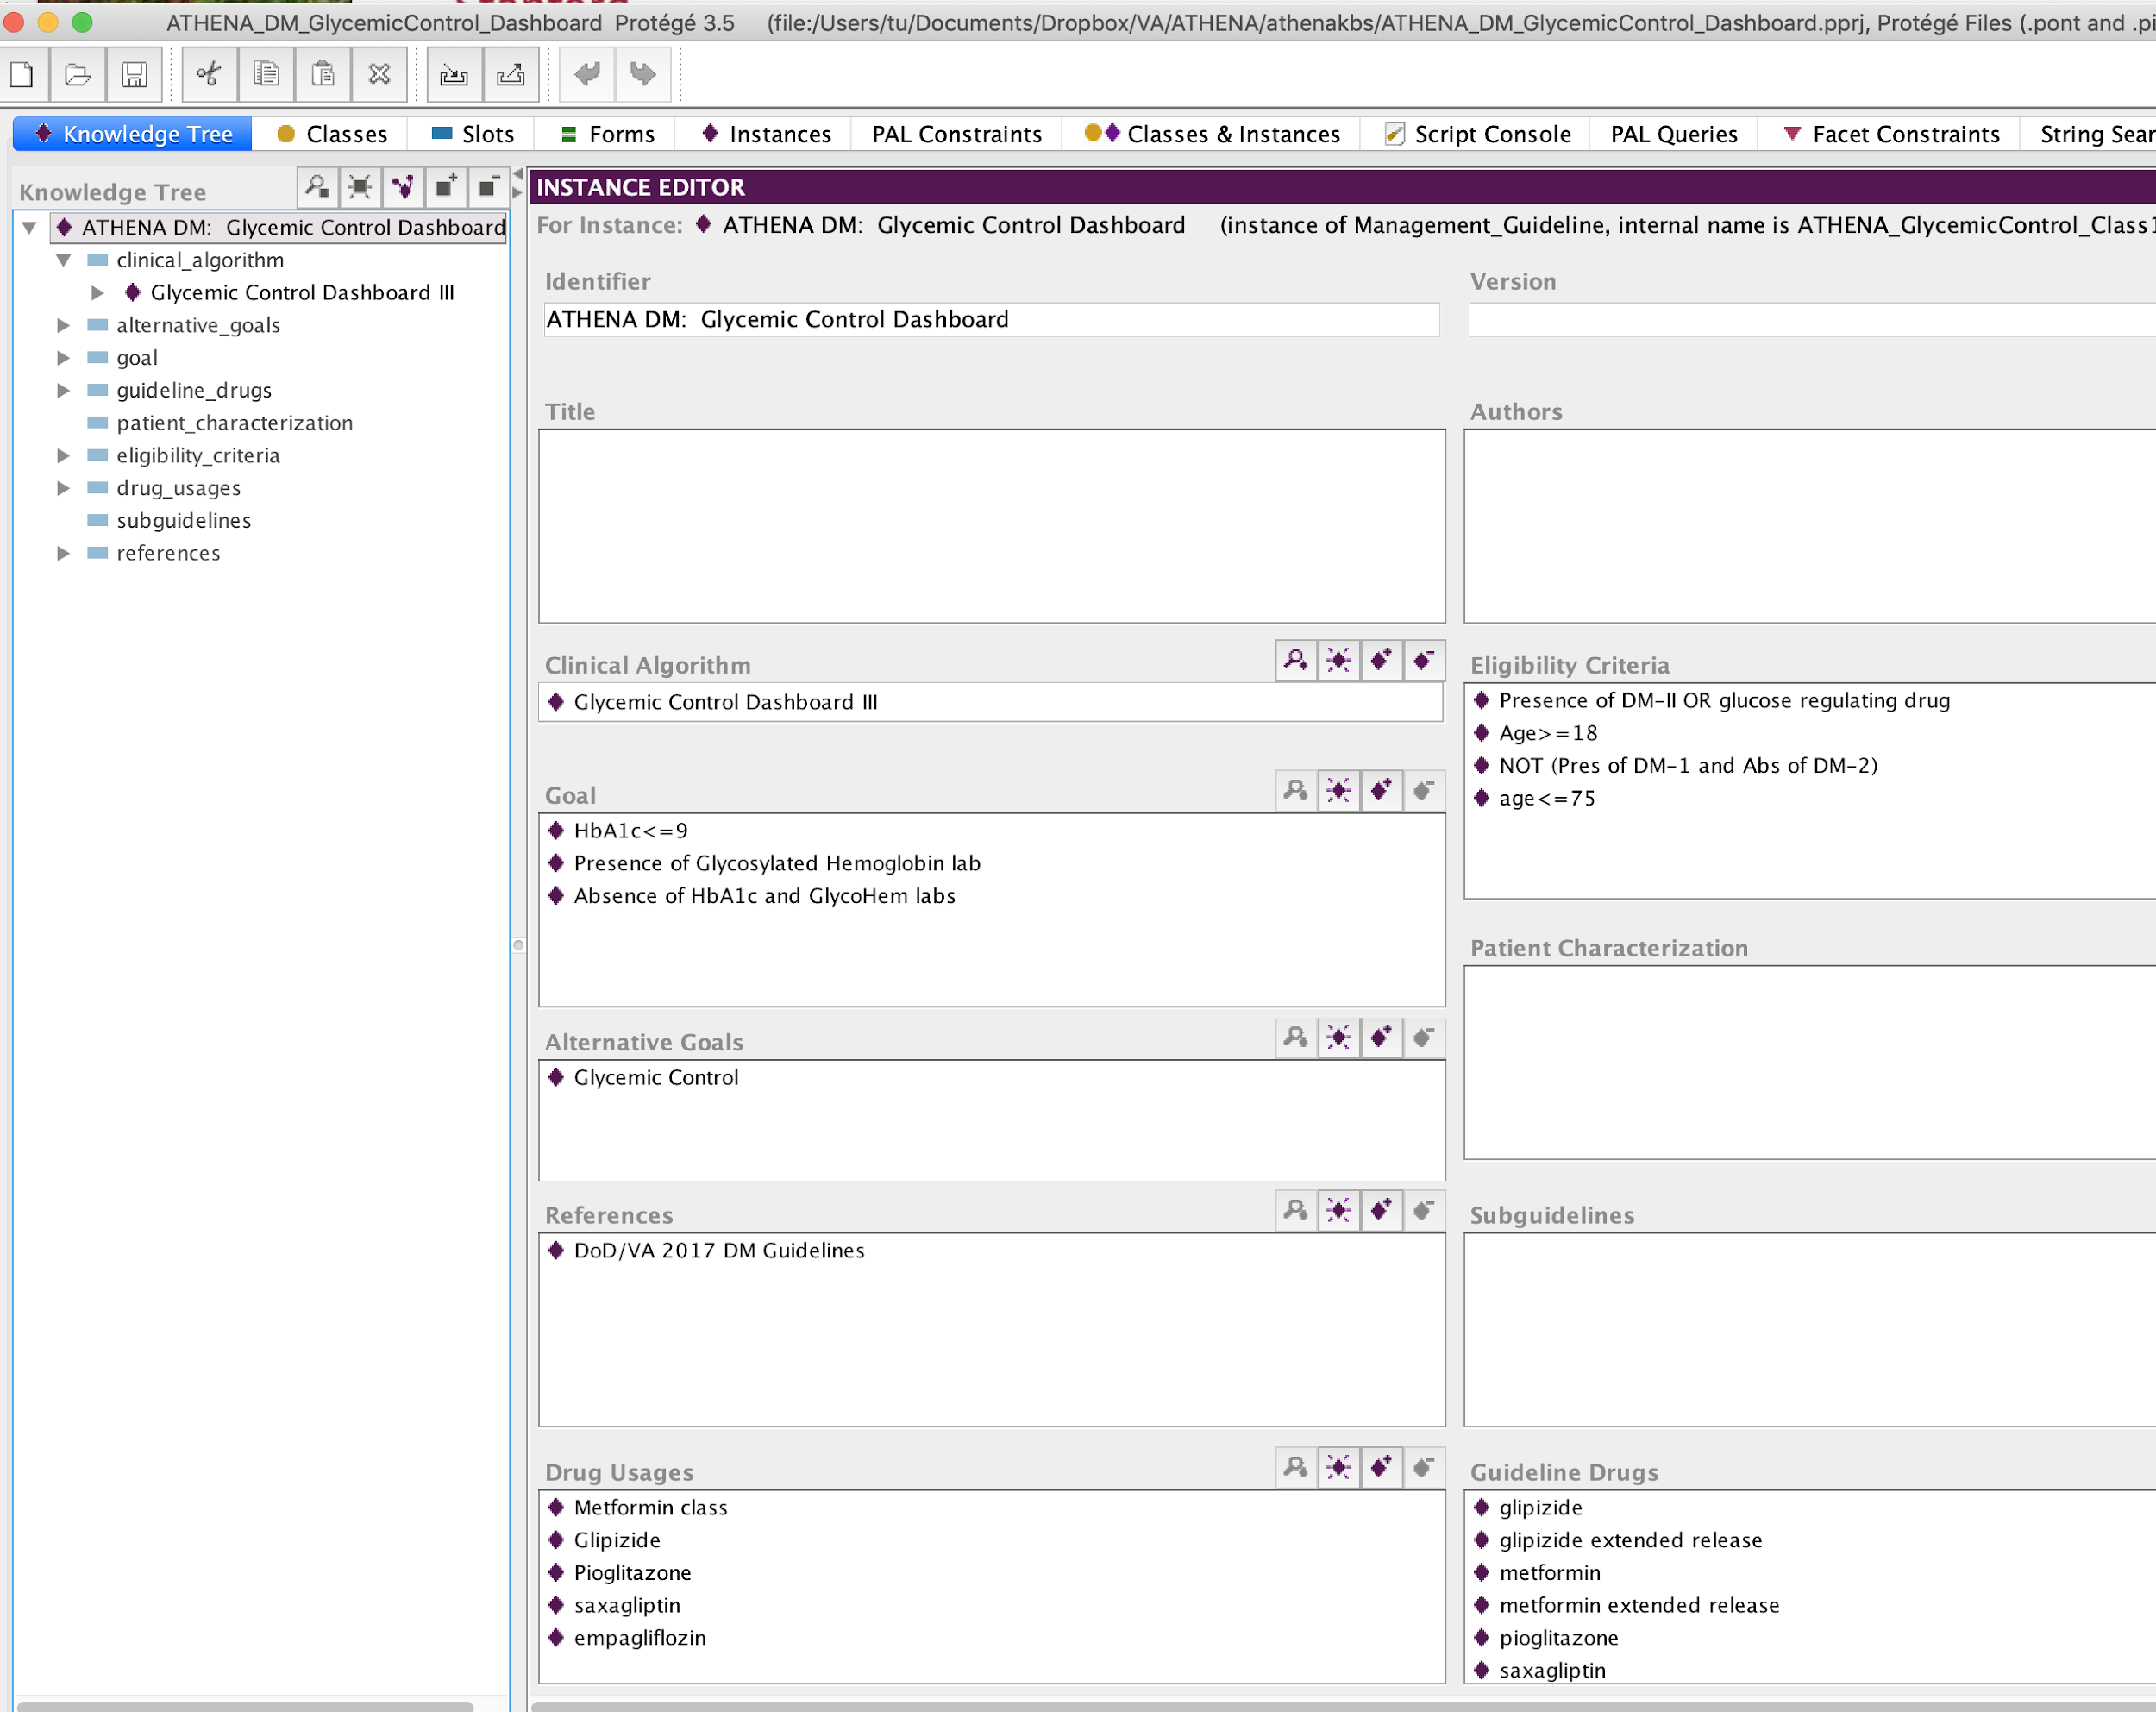 Stanford
ATHENA_DM_GlycemicControl_Dashboard  Protégé 3.5     (file:/Users/tu/Documents/Dropbox/VA/ATHENA/athenakbs/ATHENA_DM_GlycemicControl_Dashboard.pprj, Protégé Files (.pont and .pi
Knowledge Tree Classes Slots Forms Instances PAL Constraints Classes & Instances Script Console PAL Queries Facet Constraints String Sear
Knowledge Tree
ATHENA DM:  Glycemic Control Dashboard
clinical_algorithm
Glycemic Control Dashboard III
alternative_goals
goal
guideline_drugs
patient_characterization
eligibility_criteria
drug_usages
subguidelines
references
INSTANCE EDITOR
For Instance: ATHENA DM:  Glycemic Control Dashboard     (instance of Management_Guideline, internal name is ATHENA_GlycemicControl_Class1
Identifier
ATHENA DM:  Glycemic Control Dashboard
Version
Title
Authors
Clinical Algorithm
Glycemic Control Dashboard III
Eligibility Criteria
Presence of DM-II OR glucose regulating drug
Age>=18
NOT (Pres of DM-1 and Abs of DM-2)
age<=75
Goal
HbA1c<=9
Presence of Glycosylated Hemoglobin lab
Absence of HbA1c and GlycoHem labs
Patient Characterization
Alternative Goals
Glycemic Control
References
DoD/VA 2017 DM Guidelines
Subguidelines
Drug Usages
Metformin class
Glipizide
Pioglitazone
saxagliptin
empagliflozin
Guideline Drugs
glipizide
glipizide extended release
metformin
metformin extended release
pioglitazone
saxagliptin